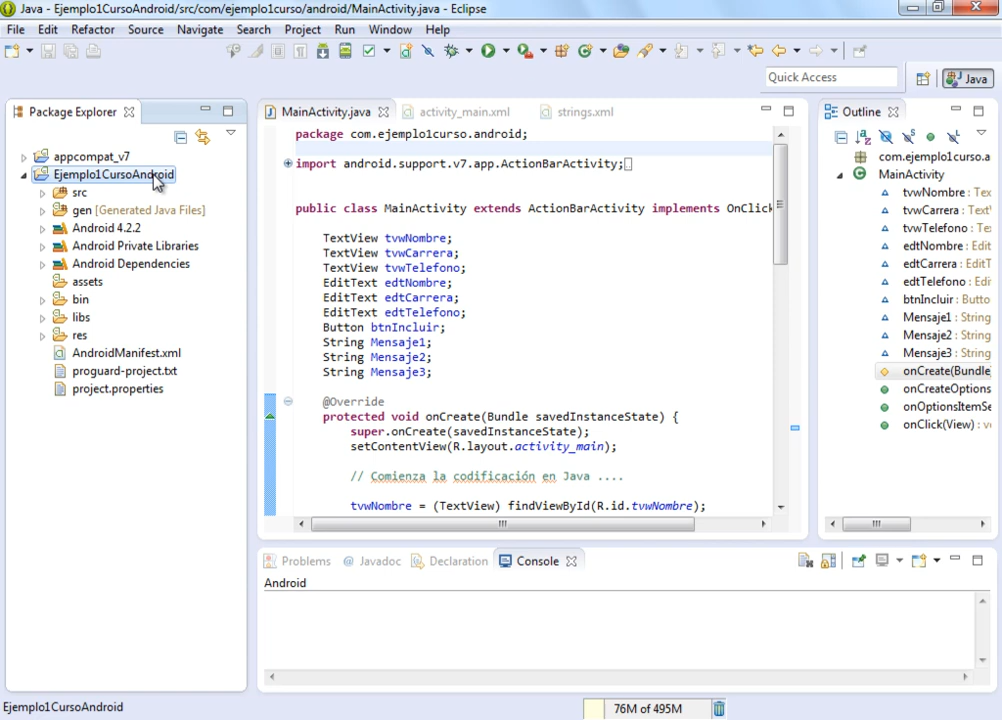 Java - Ejemplo1CursoAndroid/src/com/ejemplo1curso/android/MainActivity.java - Eclipse
File Edit Refactor Source Navigate Search Project Run Window Help
Quick Access
Java
Package Explorer
appcompat_v7
Ejemplo1CursoAndroid
src
gen [Generated Java Files]
Android 4.2.2
Android Private Libraries
Android Dependencies
assets
bin
libs
res
AndroidManifest.xml
proguard-project.txt
project.properties
MainActivity.java activity_main.xml strings.xml
package com.ejemplo1curso.android;
import android.support.v7.app.ActionBarActivity;
public class MainActivity extends ActionBarActivity implements OnClick
TextView tvwNombre;
TextView tvwCarrera;
TextView tvwTelefono;
EditText edtNombre;
EditText edtCarrera;
EditText edtTelefono;
Button btnIncluir;
String Mensaje1;
String Mensaje2;
String Mensaje3;
@Override
protected void onCreate(Bundle savedInstanceState) {
super.onCreate(savedInstanceState);
setContentView(R.layout.activity_main);
// Comienza la codificación en Java ....
tvwNombre = (TextView) findViewById(R.id.tvwNombre);
Outline
com.ejemplo1curso.a
MainActivity
tvwNombre : Tex
tvwCarrera : Text
tvwTelefono : Te
edtNombre : Edi
edtCarrera : EditT
edtTelefono : Edi
btnIncluir : Butto
Mensaje1 : String
Mensaje2 : String
Mensaje3 : String
onCreate(Bundle
onCreateOptions
onOptionsItemSe
onClick(View) : v
Problems Javadoc Declaration Console
Android
Ejemplo1CursoAndroid
76M of 495M